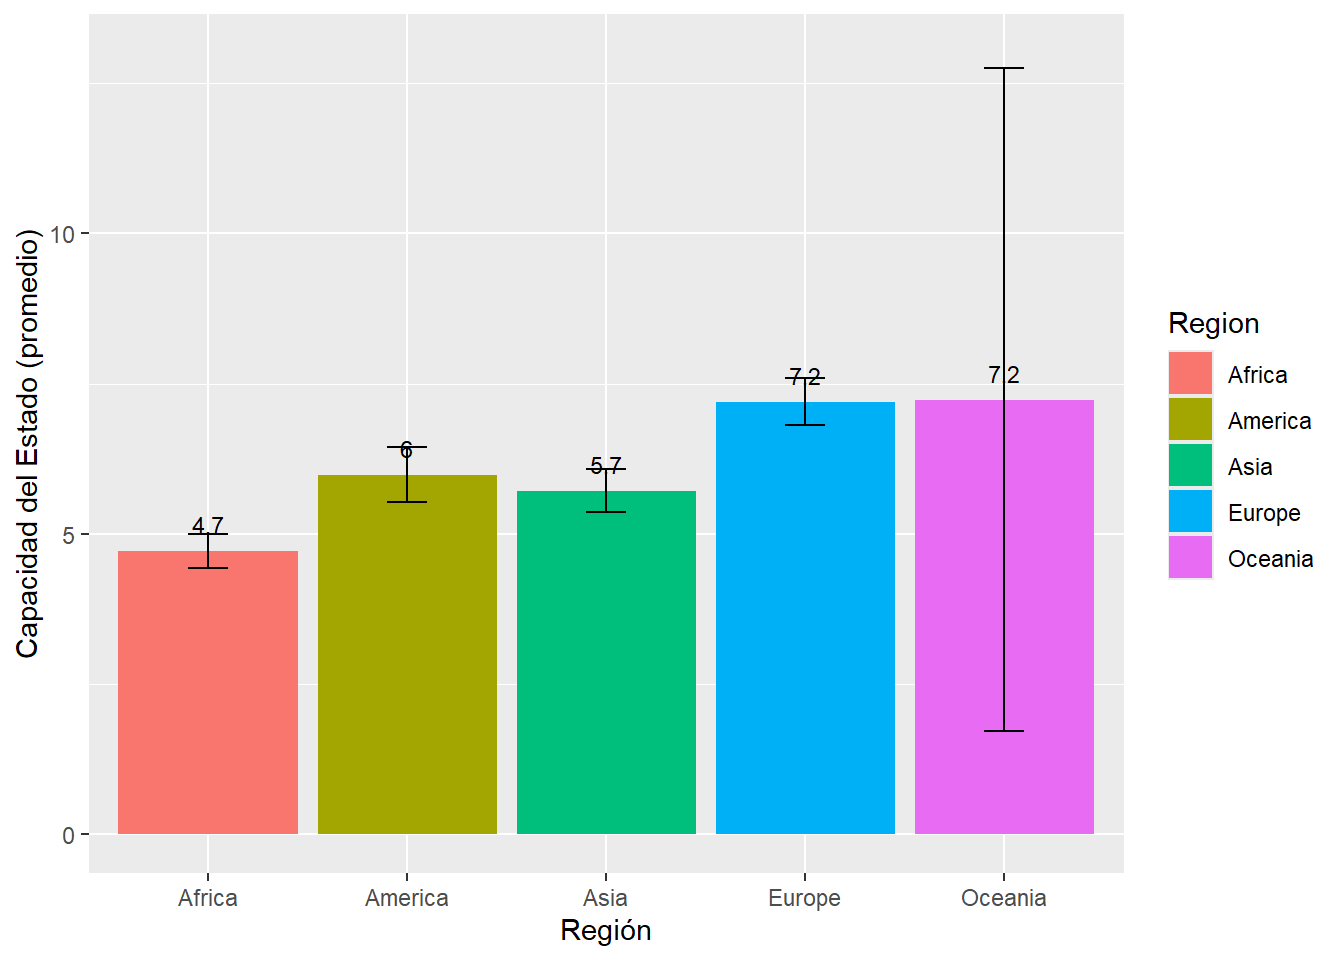 Capacidad del Estado (promedio)
10
5
0
4.7
6
5.7
7.2
7.2
Africa
America
Asia
Europe
Oceania
Región
Region
Africa
America
Asia
Europe
Oceania